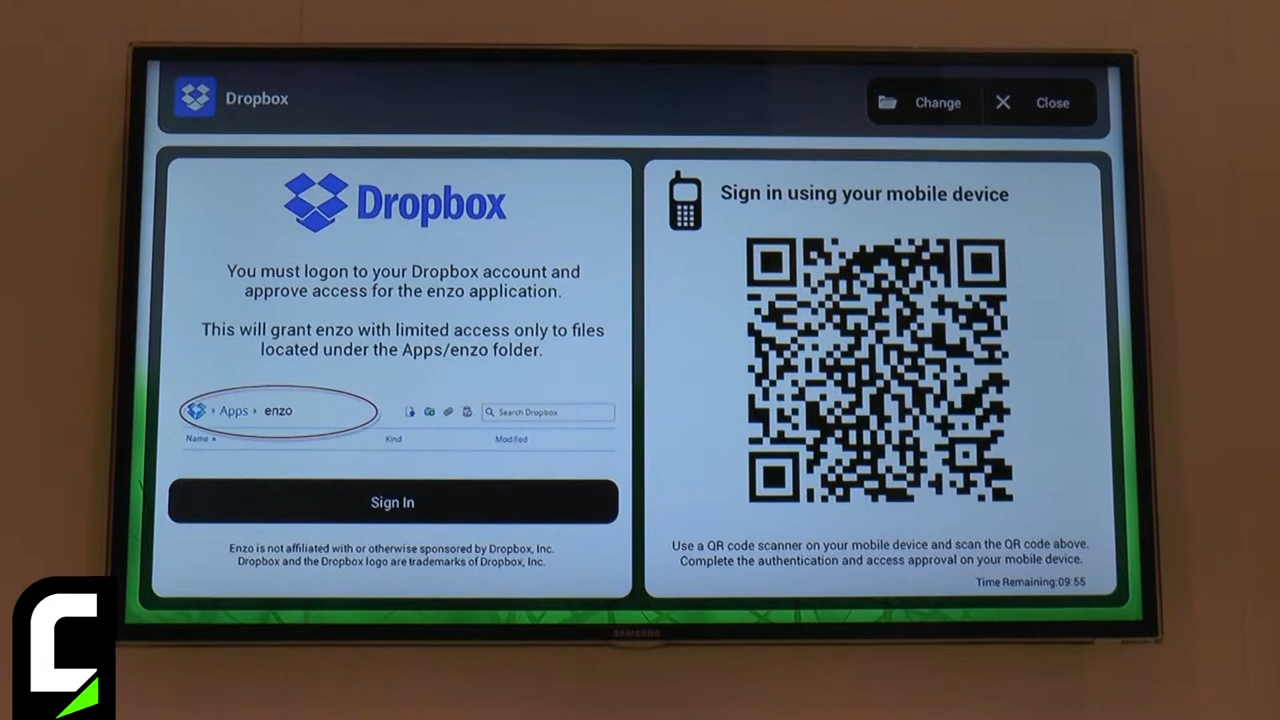 Dropbox
Change
Close
Dropbox
You must logon to your Dropbox account and
approve access for the enzo application.
This will grant enzo with limited access only to files
located under the Apps/enzo folder.
› Apps › enzo
Search Dropbox
Name ▲ Kind Modified
Sign In
Enzo is not affiliated with or otherwise sponsored by Dropbox, Inc.
Dropbox and the Dropbox logo are trademarks of Dropbox, Inc.
Sign in using your mobile device
Use a QR code scanner on your mobile device and scan the QR code above.
Complete the authentication and access approval on your mobile device.
Time Remaining:09:55
SAMSUNG